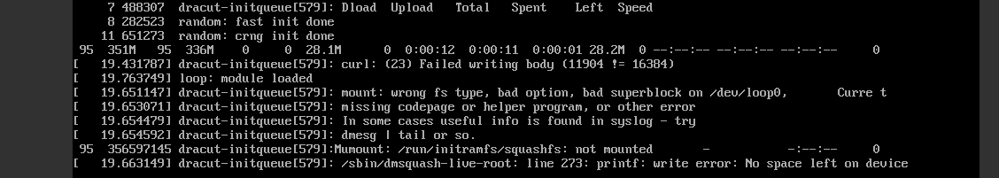 7 488307 dracut-initqueue[579]: Dload Upload Total Spent Left Speed
8 282523 random: fast init done
11 651273 random: crng init done
95 351M 95 336M 0 0 28.1M 0 0:00:12 0:00:11 0:00:01 28.2M 0 --:--:-- --:--:-- --:--:-- 0
[ 19.431787] dracut-initqueue[579]: curl: (23) Failed writing body (11904 != 16384)
[ 19.763749] loop: module loaded
[ 19.651147] dracut-initqueue[579]: mount: wrong fs type, bad option, bad superblock on /dev/loop0, Curre t
[ 19.653071] dracut-initqueue[579]: missing codepage or helper program, or other error
[ 19.654479] dracut-initqueue[579]: In some cases useful info is found in syslog - try
[ 19.654592] dracut-initqueue[579]: dmesg | tail or so.
95 356597145 dracut-initqueue[579]:Mumount: /run/initramfs/squashfs: not mounted - -:--:-- 0
[ 19.663149] dracut-initqueue[579]: /sbin/dmsquash-live-root: line 273: printf: write error: No space left on device